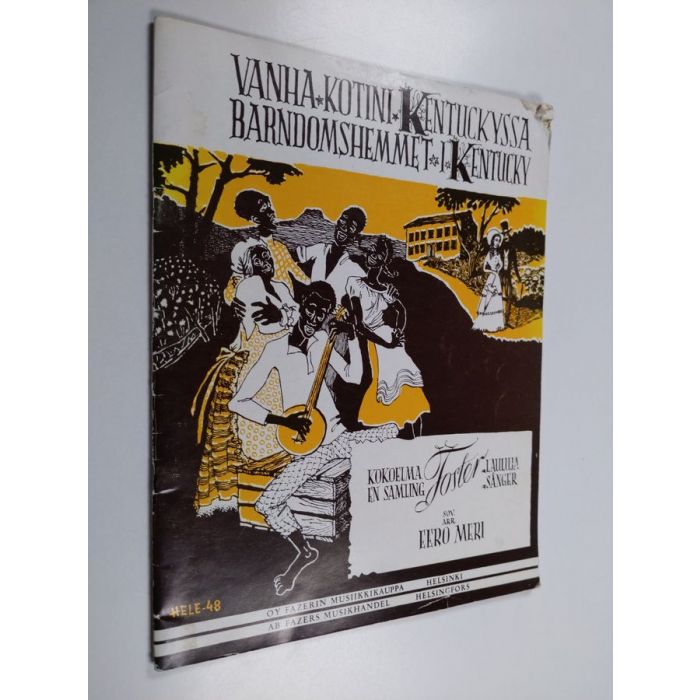 VANHA★KOTINI★KENTUCKYSSA
BARNDOMSHEMMET★I★KENTUCKY
KOKOELMA Foster LAULUJA
EN SAMLING -SÅNGER
SOV.
ARR.
EERO MERI
HELE-48
OY FAZERIN MUSIIKKIKAUPPA HELSINKI
AB FAZERS MUSIKHANDEL HELSINGFORS